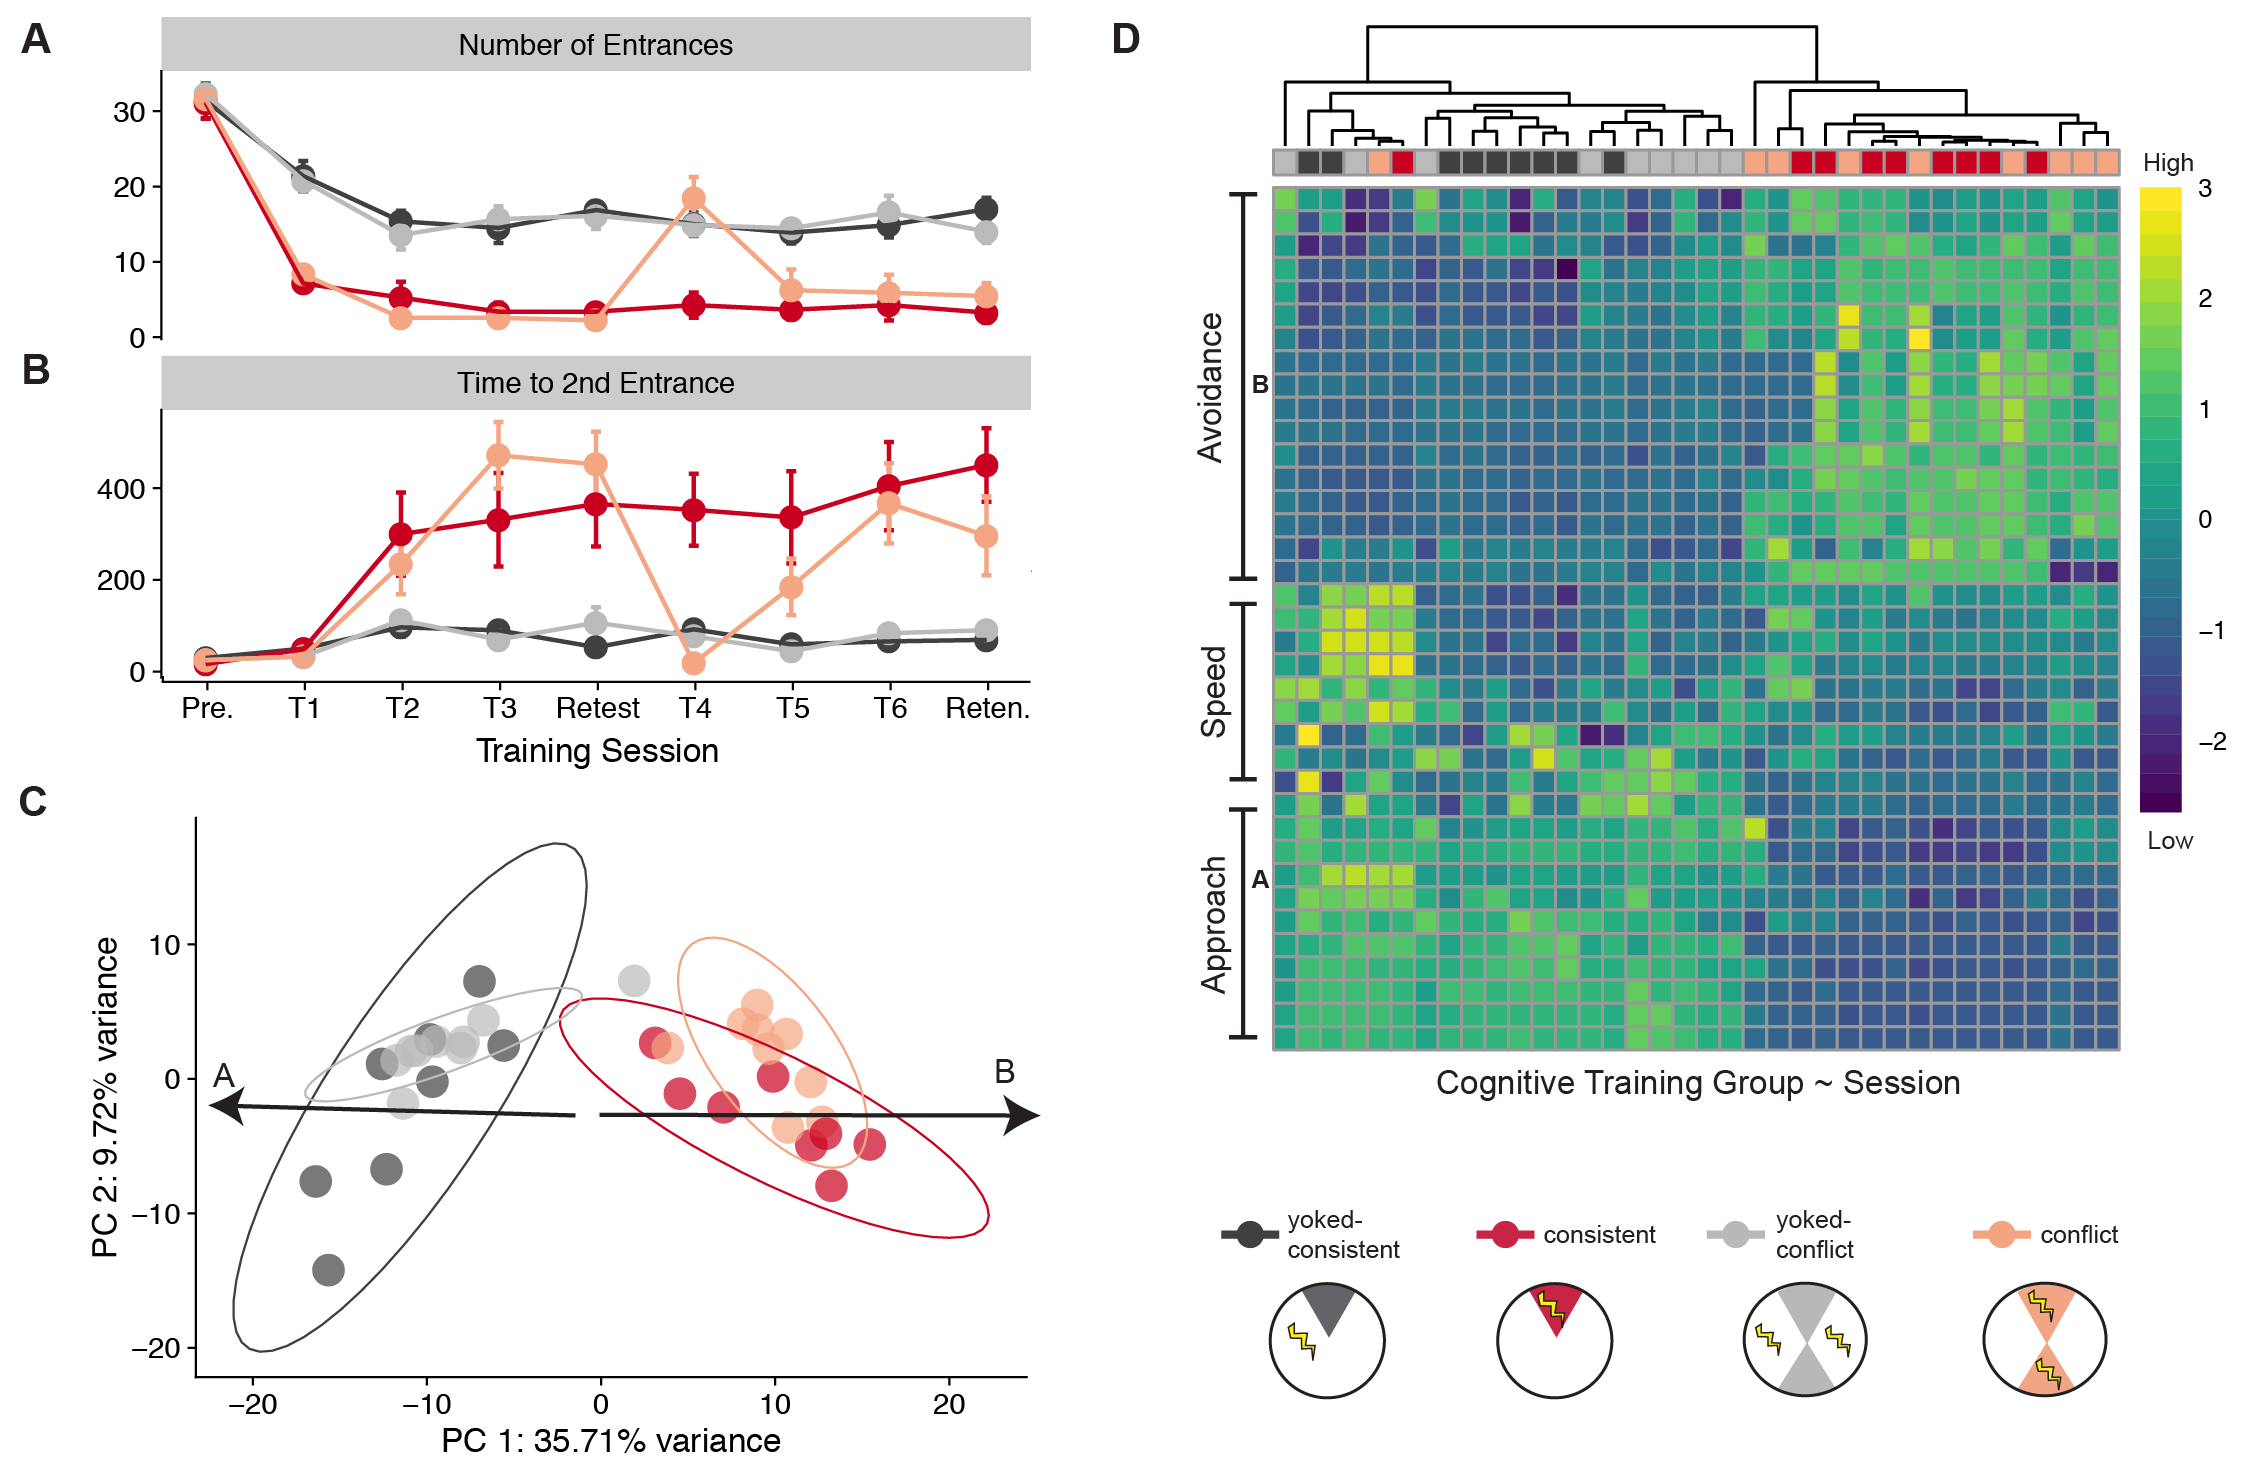 A
Number of Entrances
30
20
10
0
B
Time to 2nd Entrance
400
200
0
Pre. T1 T2 T3 Retest T4 T5 T6 Reten.
Training Session
C
10
0
−10
−20
PC 2: 9.72% variance
A
B
−20 −10 0 10 20
PC 1: 35.71% variance
D
High
3
2
1
0
−1
−2
Low
Avoidance
B
Speed
Approach
A
Cognitive Training Group ~ Session
yoked-
consistent
consistent
yoked-
conflict
conflict